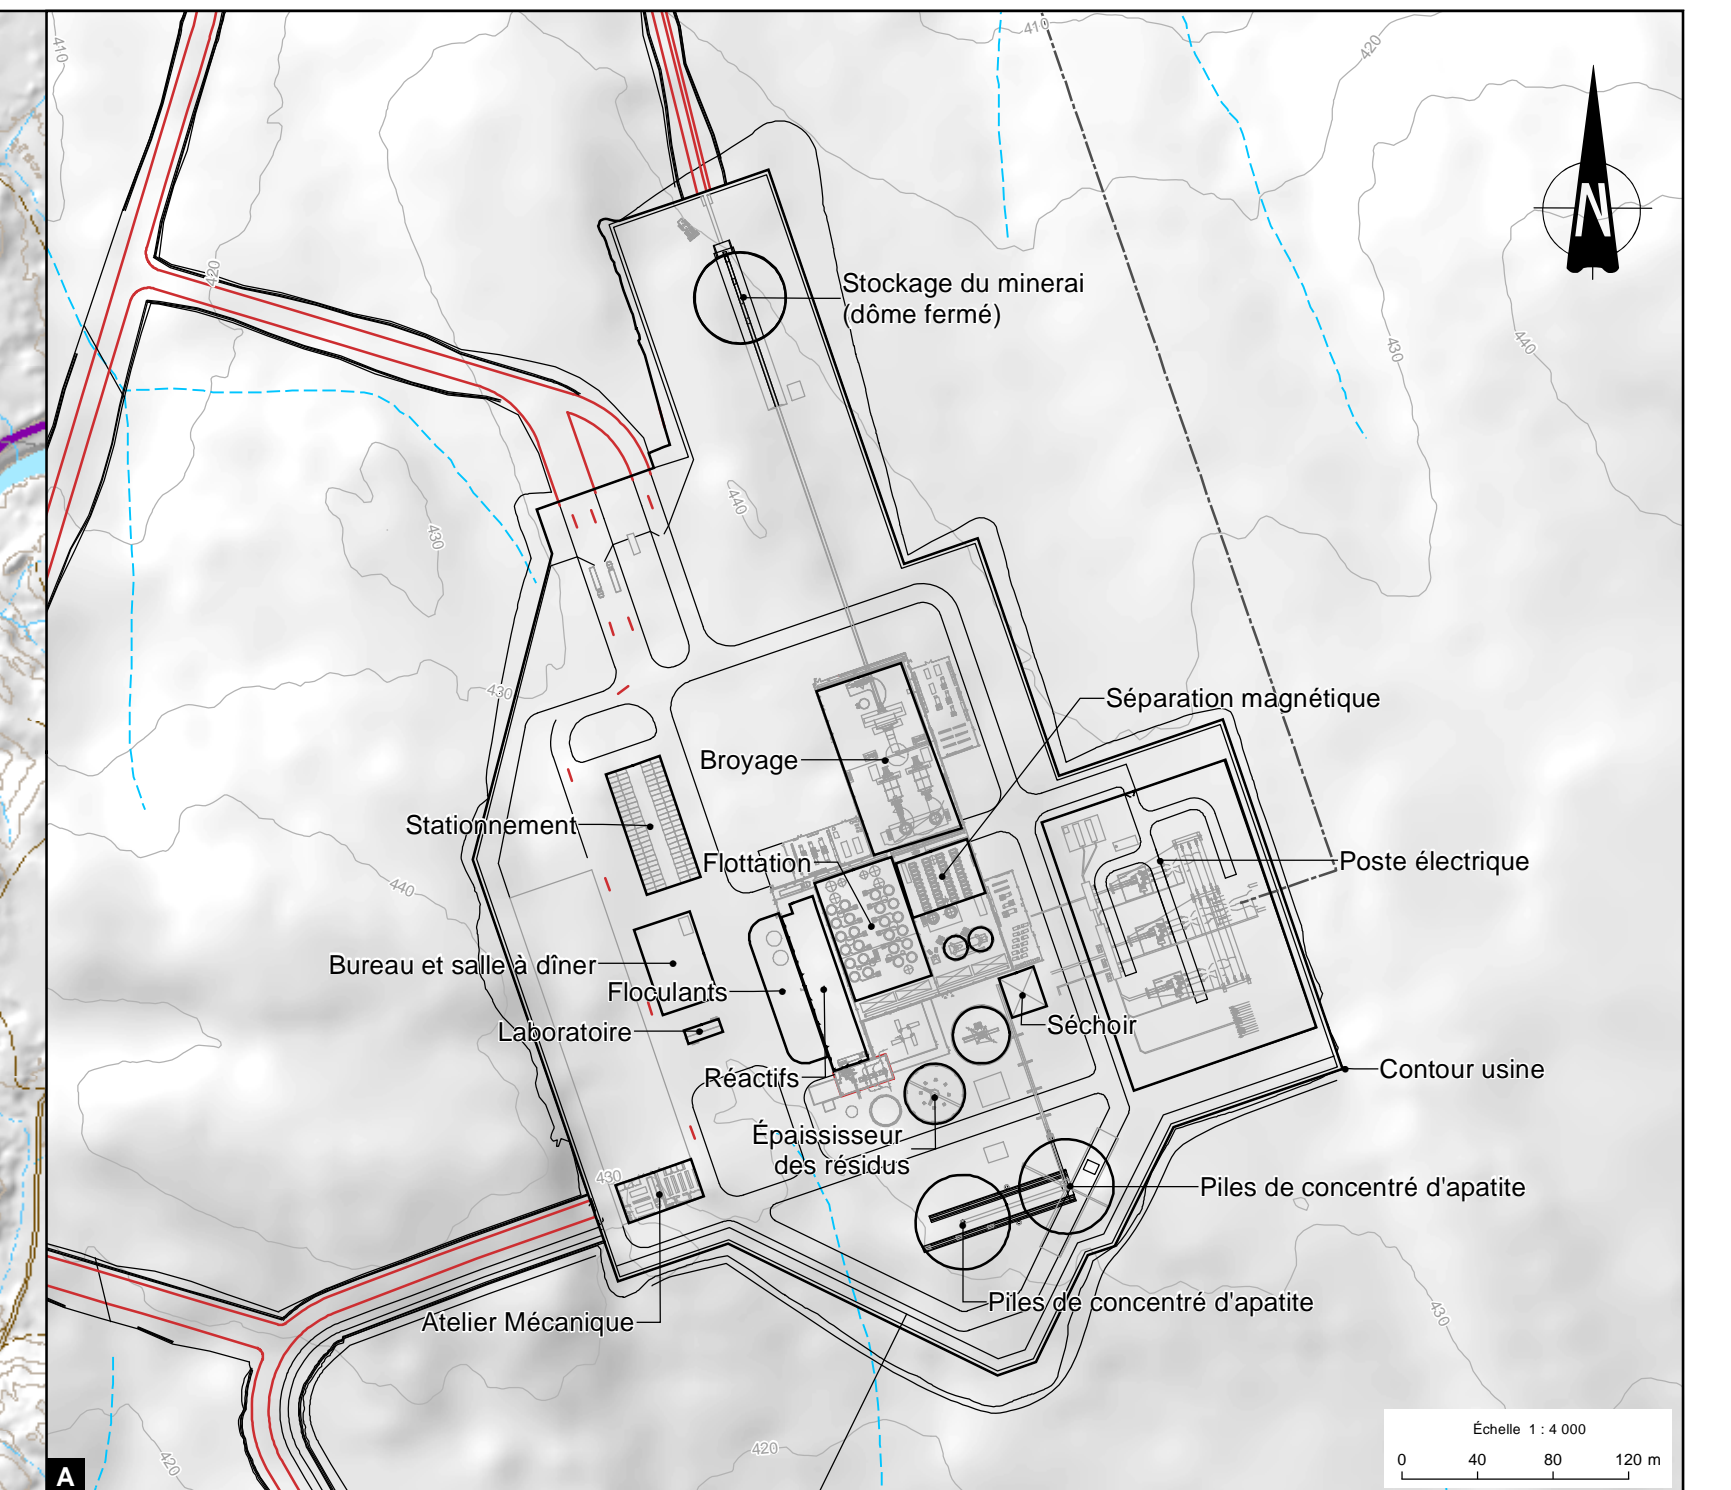 410
410
420
N
420
Stockage du minerai
(dôme fermé)
430
440
440
430
430
Séparation magnétique
Broyage
Stationnement
Flottation
Poste électrique
440
Bureau et salle à dîner
Floculants
Laboratoire
Séchoir
Réactifs
Contour usine
Épaississeur
des résidus
430
Piles de concentré d'apatite
Piles de concentré d'apatite
430
Atelier Mécanique
Échelle 1 : 4 000
420
420
0 40 80 120 m
A